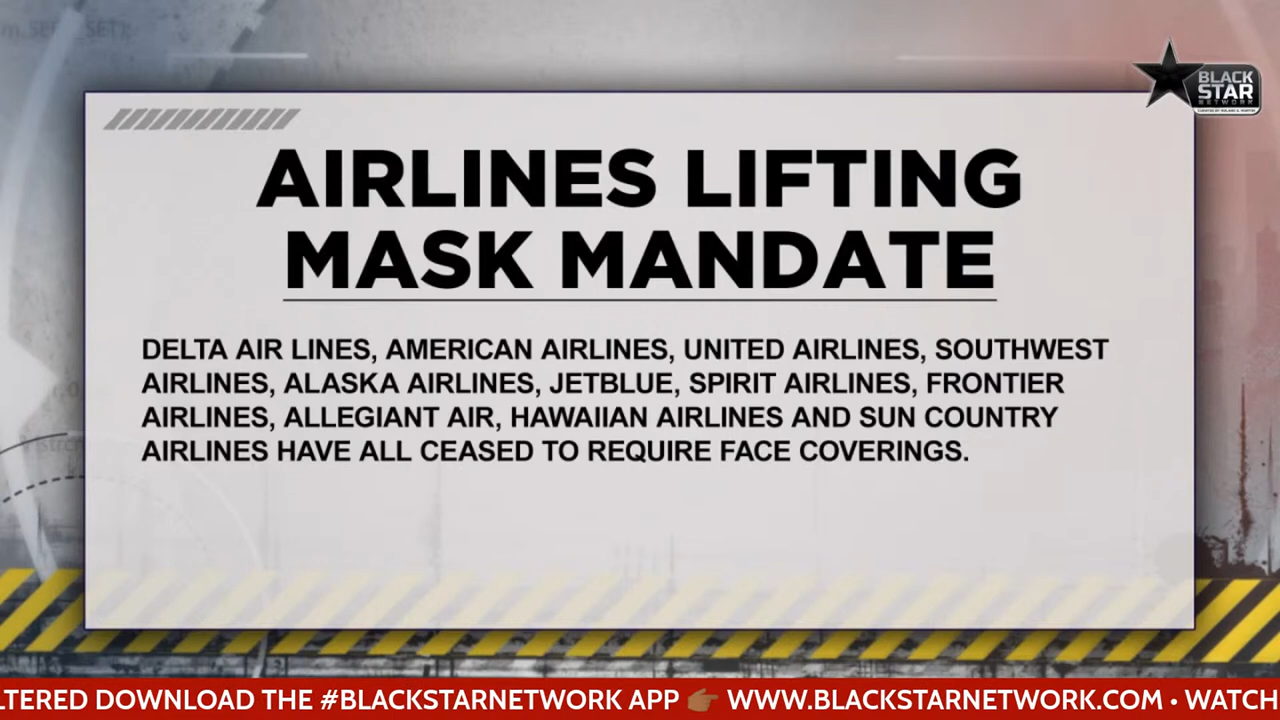 BLACK
STAR
NETWORK
AIRLINES LIFTING
MASK MANDATE
DELTA AIR LINES, AMERICAN AIRLINES, UNITED AIRLINES, SOUTHWEST
AIRLINES, ALASKA AIRLINES, JETBLUE, SPIRIT AIRLINES, FRONTIER
AIRLINES, ALLEGIANT AIR, HAWAIIAN AIRLINES AND SUN COUNTRY
AIRLINES HAVE ALL CEASED TO REQUIRE FACE COVERINGS.
LTERED DOWNLOAD THE #BLACKSTARNETWORK APP 👉🏾 WWW.BLACKSTARNETWORK.COM • WATCH